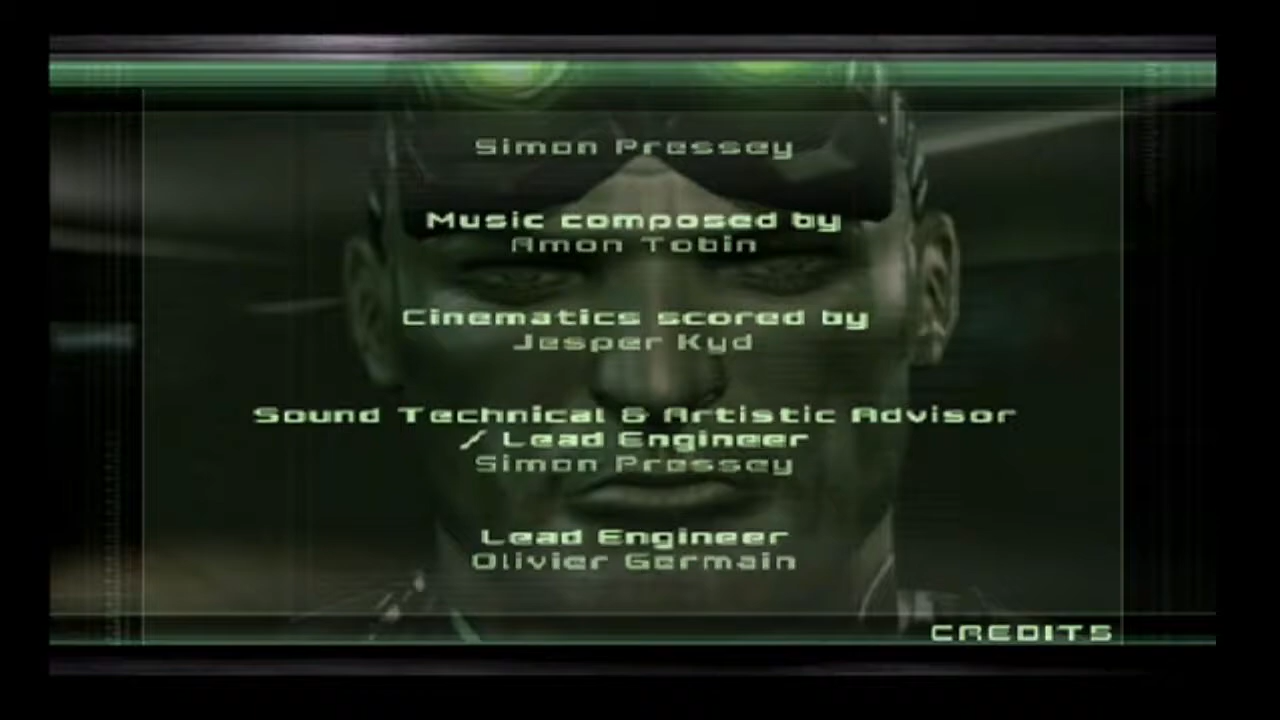 Simon Pressey
Music composed by
Amon Tobin
Cinematics scored by
Jesper Kyd
Sound Technical & Artistic Advisor
/ Lead Engineer
Simon Pressey
Lead Engineer
Olivier Germain
CREDITS